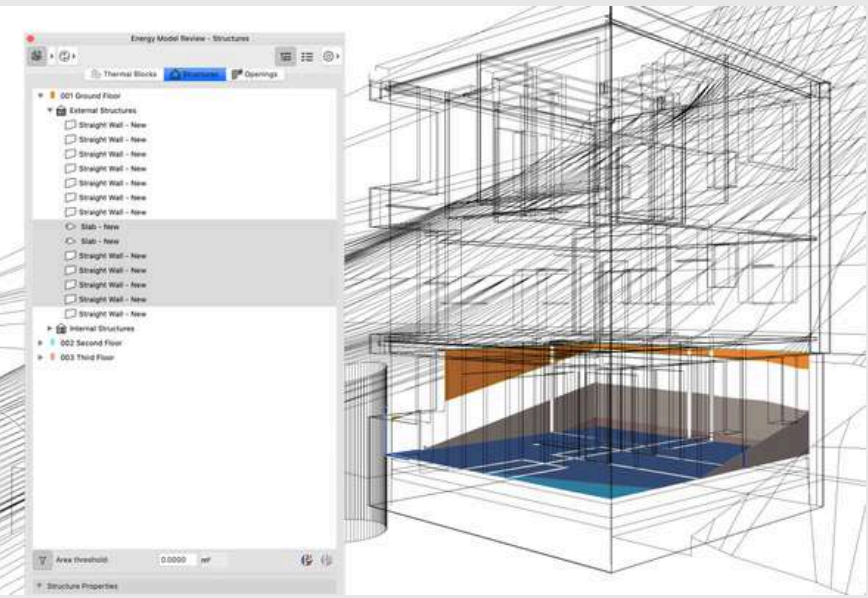 Energy Model Review - Structures
Thermal Blocks
Structures
Openings
001 Ground Floor
External Structures
Straight Wall - New
Straight Wall - New
Straight Wall - New
Straight Wall - New
Straight Wall - New
Straight Wall - New
Straight Wall - New
Slab - New
Slab - New
Straight Wall - New
Straight Wall - New
Straight Wall - New
Straight Wall - New
Straight Wall - New
Internal Structures
002 Second Floor
003 Third Floor
Area threshold: 0.0000 m²
Structure Properties